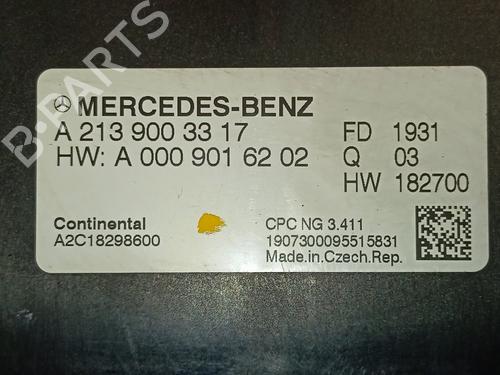 B-PARTS
MERCEDES-BENZ
A 213 900 33 17 FD 1931
HW: A 000 901 62 02 Q 03
HW 182700
Continental CPC NG 3.411
A2C18298600 1907300095515831
Made.in.Czech.Rep.